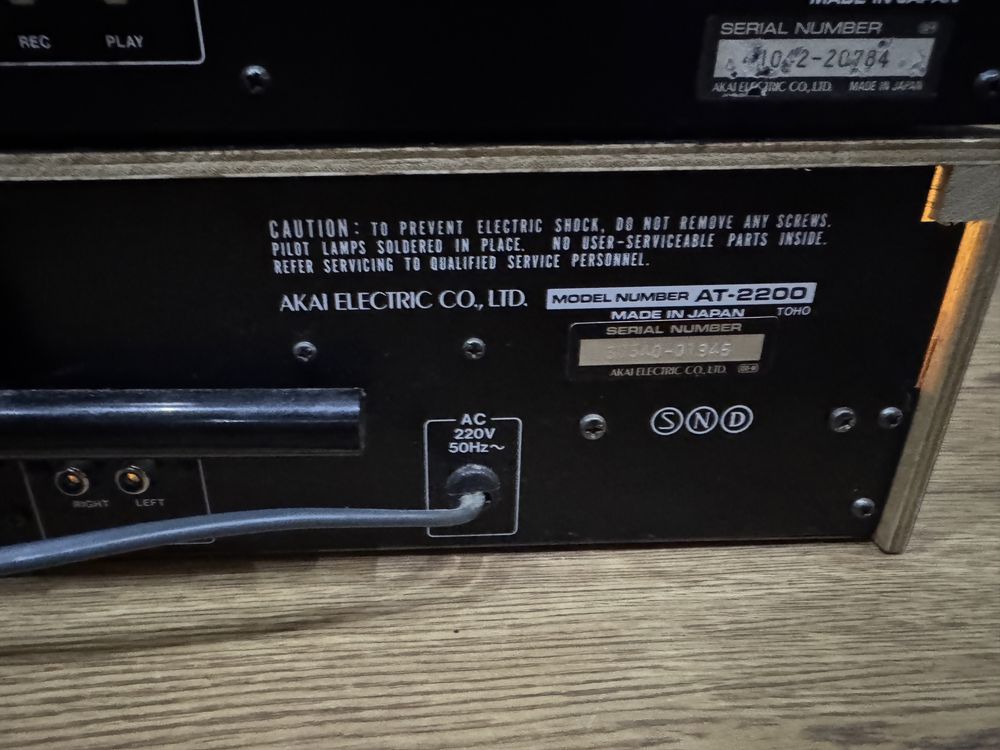 MADE IN JAPAN
REC PLAY
SERIAL NUMBER
AKAI ELECTRIC CO., LTD. MADE IN JAPAN
CAUTION: TO PREVENT ELECTRIC SHOCK, DO NOT REMOVE ANY SCREWS.
PILOT LAMPS SOLDERED IN PLACE. NO USER-SERVICEABLE PARTS INSIDE.
REFER SERVICING TO QUALIFIED SERVICE PERSONNEL.
AKAI ELECTRIC CO., LTD. MODEL NUMBER AT-2200
MADE IN JAPAN TOHO
SERIAL NUMBER
AKAI ELECTRIC CO., LTD.
S N D
AC
220V
50Hz~
RIGHT LEFT